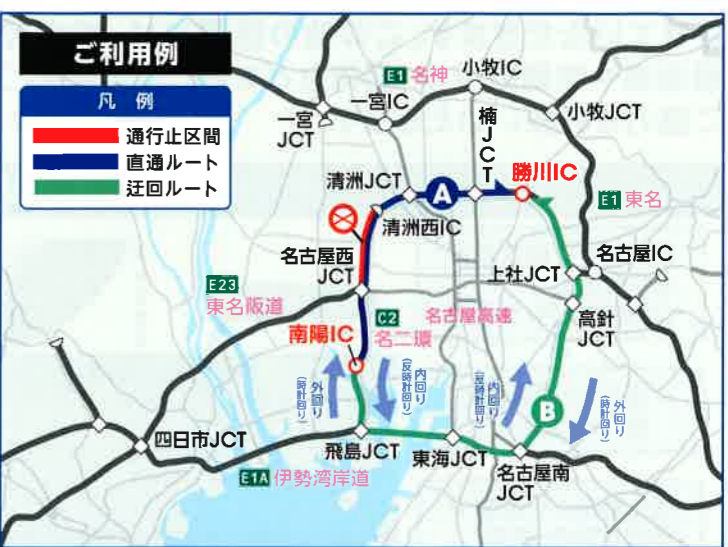 ご利用例
凡 例
通行止区間
直通ルート
迂回ルート
E1 名神
小牧IC
一宮IC
一宮
JCT
楠JCT
小牧JCT
清洲JCT
A
勝川IC
清洲西IC
E1 東名
名古屋西
JCT
上社JCT
名古屋IC
E23
東名阪道
C2
名二環
名古屋高速
高針
JCT
南陽IC
外回り
(時計回り)
内回り
(反時計回り)
内回り
(反時計回り)
B
外回り
(時計回り)
四日市JCT
飛島JCT
東海JCT
名古屋南
JCT
E1A 伊勢湾岸道